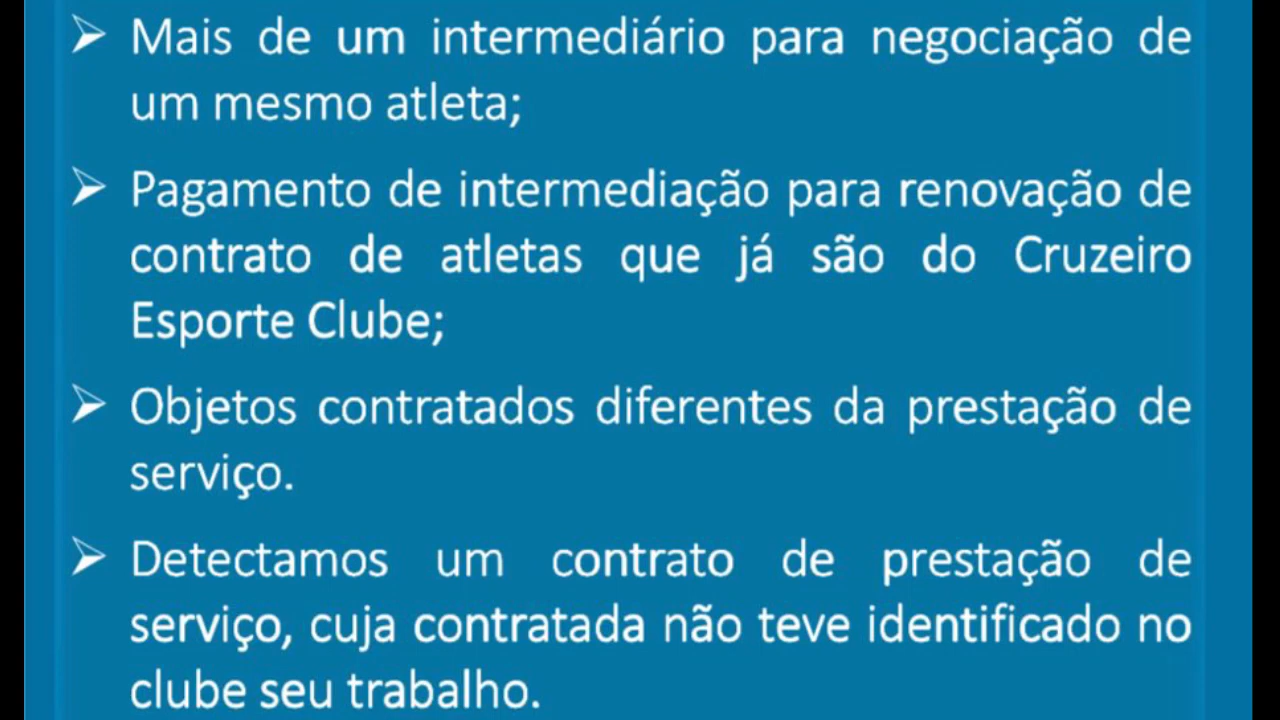 Mais de um intermediário para negociação de
um mesmo atleta;
Pagamento de intermediação para renovação de
contrato de atletas que já são do Cruzeiro
Esporte Clube;
Objetos contratados diferentes da prestação de
serviço.
Detectamos um contrato de prestação de
serviço, cuja contratada não teve identificado no
clube seu trabalho.